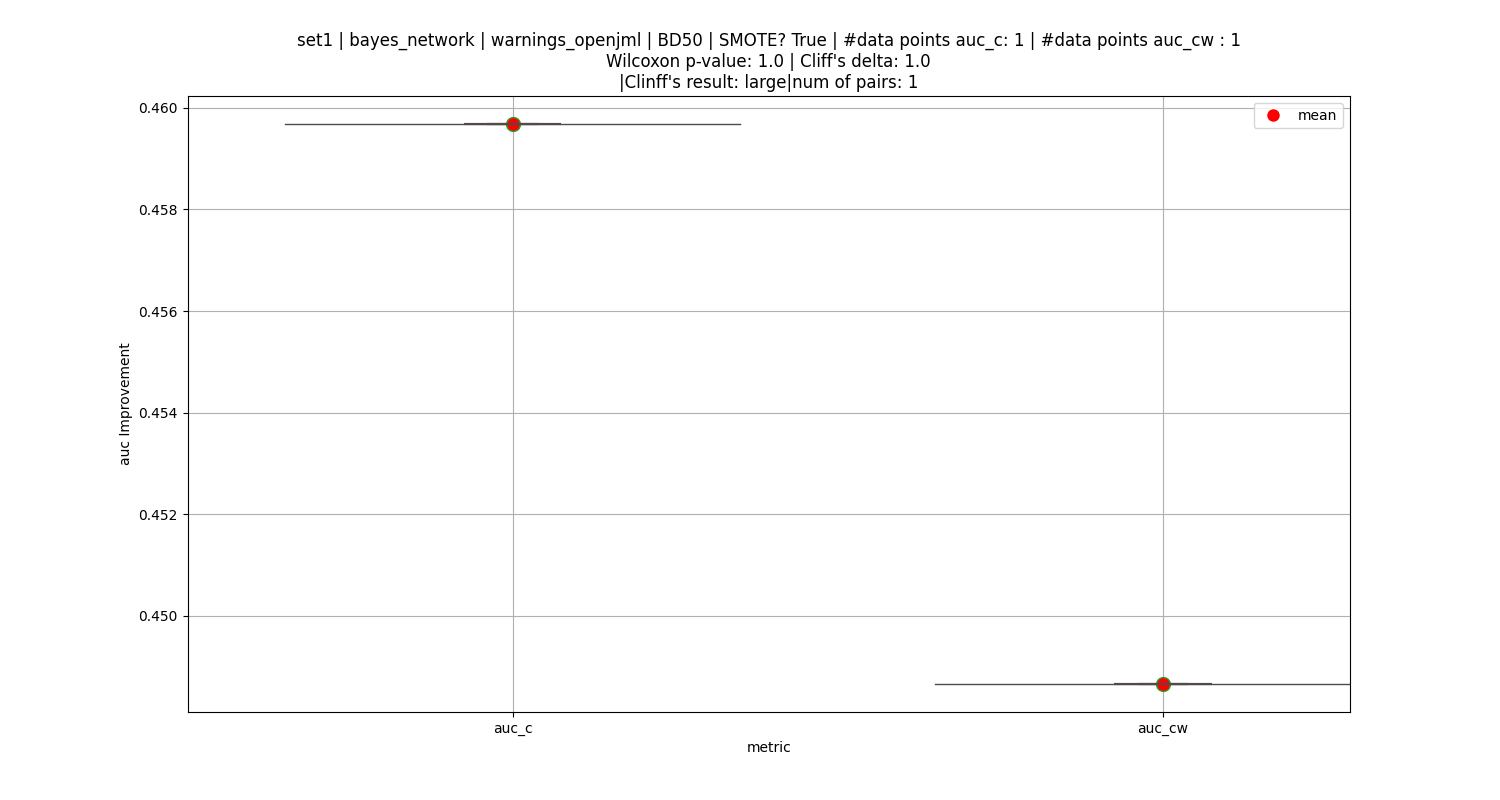 set1 | bayes_network | warnings_openjml | BD50 | SMOTE? True | #data points auc_c: 1 | #data points auc_cw : 1
Wilcoxon p-value: 1.0 | Cliff's delta: 1.0
|Clinff's result: large|num of pairs: 1
mean
0.460
0.458
0.456
0.454
0.452
0.450
auc Improvement
auc_c
auc_cw
metric